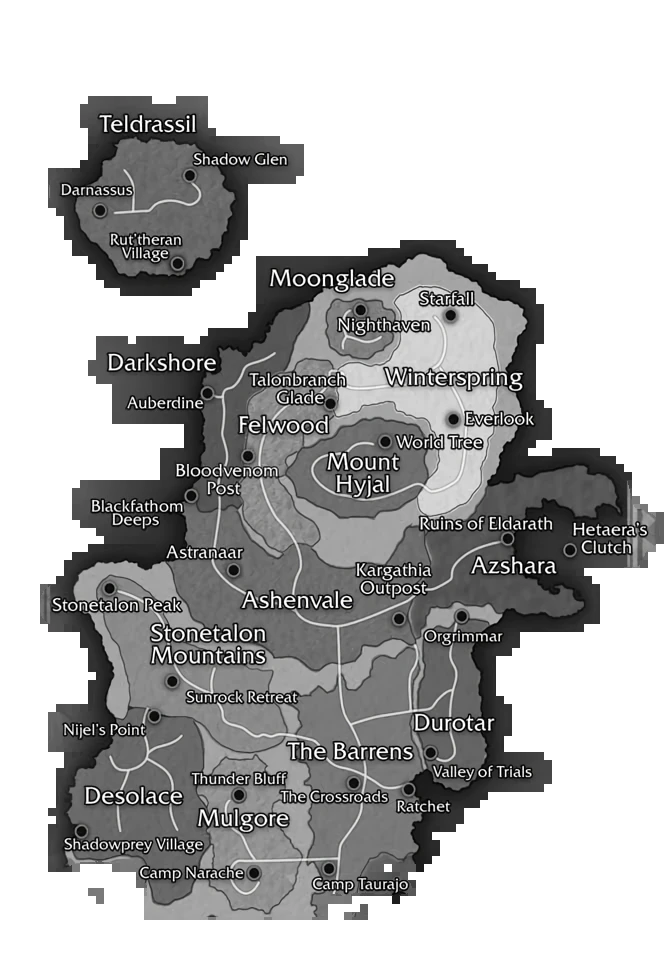 Teldrassil
Shadow Glen
Darnassus
Rut'theran
Village
Moonglade
Starfall
Nighthaven
Darkshore
Talonbranch
Glade
Winterspring
Auberdine
Felwood
Everlook
World Tree
Mount
Hyjal
Bloodvenom
Post
Blackfathom
Deeps
Ruins of Eldarath
Hetaera's
Clutch
Astranaar
Kargathia
Outpost
Azshara
Stonetalon Peak
Ashenvale
Stonetalon
Mountains
Orgrimmar
Sunrock Retreat
Nijel's Point
Durotar
The Barrens
Valley of Trials
Thunder Bluff
Desolace
The Crossroads
Ratchet
Mulgore
Shadowprey Village
Camp Narache
Camp Taurajo